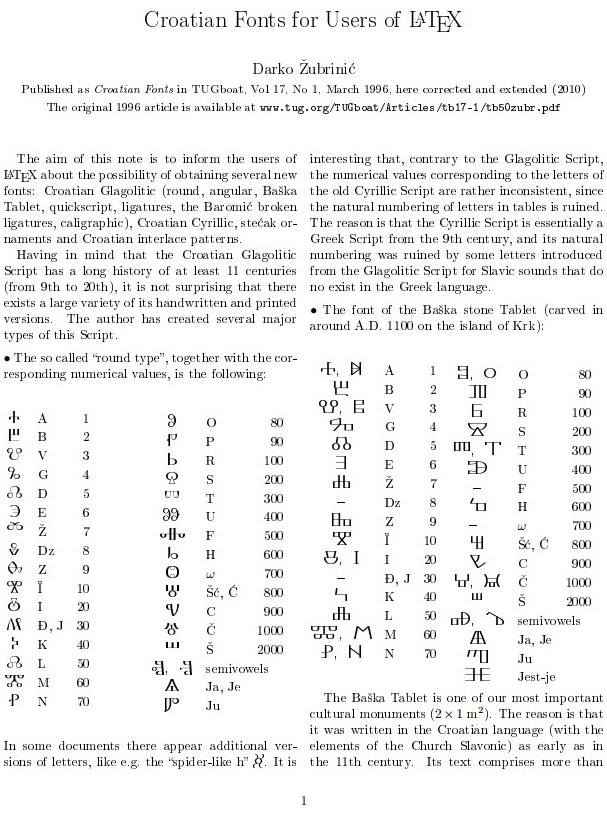 Croatian Fonts for Users of LATEX
Darko Žubrinić
Published as Croatian Fonts in TUGboat, Vol 17, No 1, March 1996, here corrected and extended (2010)
The original 1996 article is available at www.tug.org/TUGboat/Articles/tb17-1/tb50zubr.pdf
The aim of this note is to inform the users of
LATEX about the possibility of obtaining several new
fonts: Croatian Glagolitic (round, angular, Baška
Tablet, quickscript, ligatures, the Baromić broken
ligatures, caligraphic), Croatian Cyrillic, stećak or-
naments and Croatian interlace patterns.
Having in mind that the Croatian Glagolitic
Script has a long history of at least 11 centuries
(from 9th to 20th), it is not surprising that there
exists a large variety of its handwritten and printed
versions. The author has created several major
types of this Script.
• The so called “round type”, together with the cor-
responding numerical values, is the following:
A 1 O 80
B 2 P 90
V 3 R 100
G 4 S 200
D 5 T 300
E 6 U 400
Ž 7 F 500
Dz 8 H 600
Z 9 ω 700
Ï 10 Šć, Ć 800
I 20 C 900
Đ, J 30 Č 1000
K 40 Š 2000
L 50 semivowels
M 60 Ja, Je
N 70 Ju
In some documents there appear additional ver-
sions of letters, like e.g. the “spider-like h” . It is
interesting that, contrary to the Glagolitic Script,
the numerical values corresponding to the letters of
the old Cyrillic Script are rather inconsistent, since
the natural numbering of letters in tables is ruined.
The reason is that the Cyrillic Script is essentially a
Greek Script from the 9th century, and its natural
numbering was ruined by some letters introduced
from the Glagolitic Script for Slavic sounds that do
no exist in the Greek language.
• The font of the Baška stone Tablet (carved in
around A.D. 1100 on the island of Krk):
A 1 O 80
B 2 P 90
V 3 R 100
G 4 S 200
D 5 T 300
E 6 U 400
Ž 7 – F 500
– Dz 8 H 600
Z 9 – ω 700
Ï 10 Šć, Ć 800
I 20 C 900
– Đ, J 30 Č 1000
K 40 Š 2000
L 50 semivowels
M 60 Ja, Je
N 70 Ju
Jest-je
The Baška Tablet is one of our most important
cultural monuments (2 × 1 m²). The reason is that
it was written in the Croatian language (with the
elements of the Church Slavonic) as early as in
the 11th century. Its text comprises more than
1